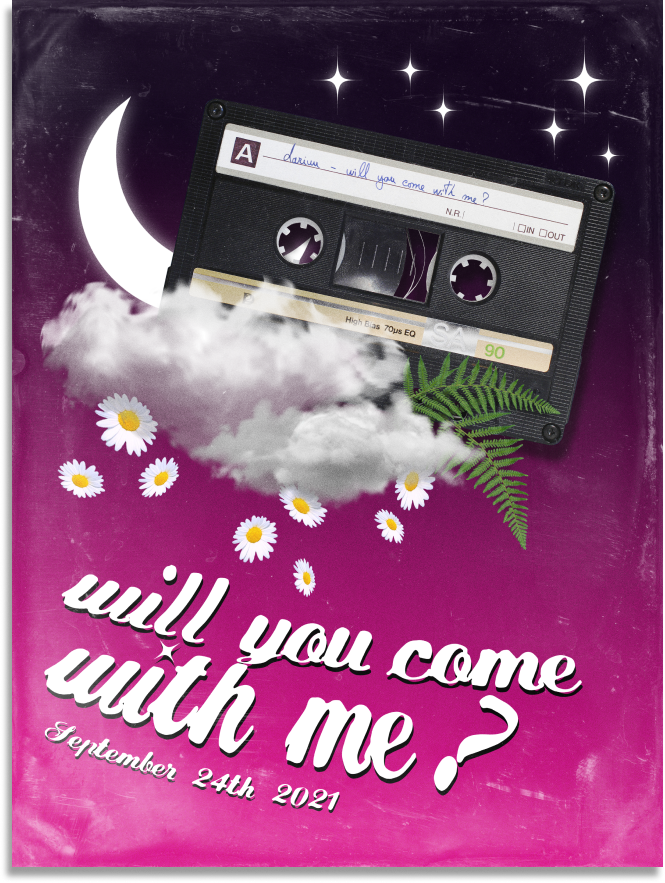 A darium - will you come with me?
N.R.
IN OUT
High Bias 70µs EQ SA 90
will you come
with me?
September 24th 2021